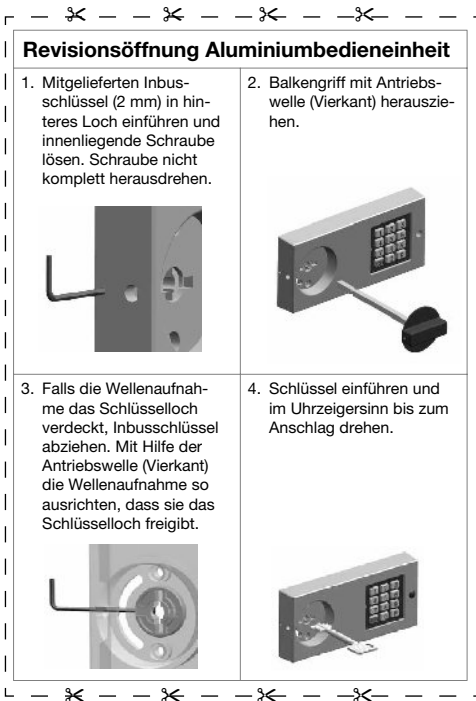 Revisionsöffnung Aluminiumbedieneinheit
1. Mitgelieferten Inbus-
schlüssel (2 mm) in hin-
teres Loch einführen und
innenliegende Schraube
lösen. Schraube nicht
komplett herausdrehen.
2. Balkengriff mit Antriebs-
welle (Vierkant) herauszie-
hen.
3. Falls die Wellenaufnah-
me das Schlüsselloch
verdeckt, Inbusschlüssel
abziehen. Mit Hilfe der
Antriebswelle (Vierkant)
die Wellenaufnahme so
ausrichten, dass sie das
Schlüsselloch freigibt.
4. Schlüssel einführen und
im Uhrzeigersinn bis zum
Anschlag drehen.